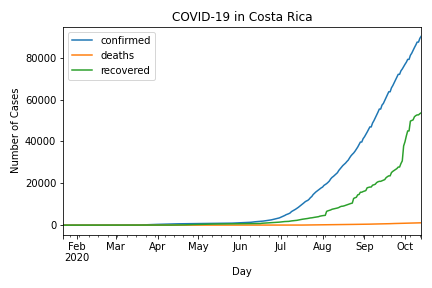 COVID-19 in Costa Rica
confirmed
deaths
recovered
Number of Cases
80000
60000
40000
20000
0
Feb Mar Apr May Jun Jul Aug Sep Oct
2020
Day